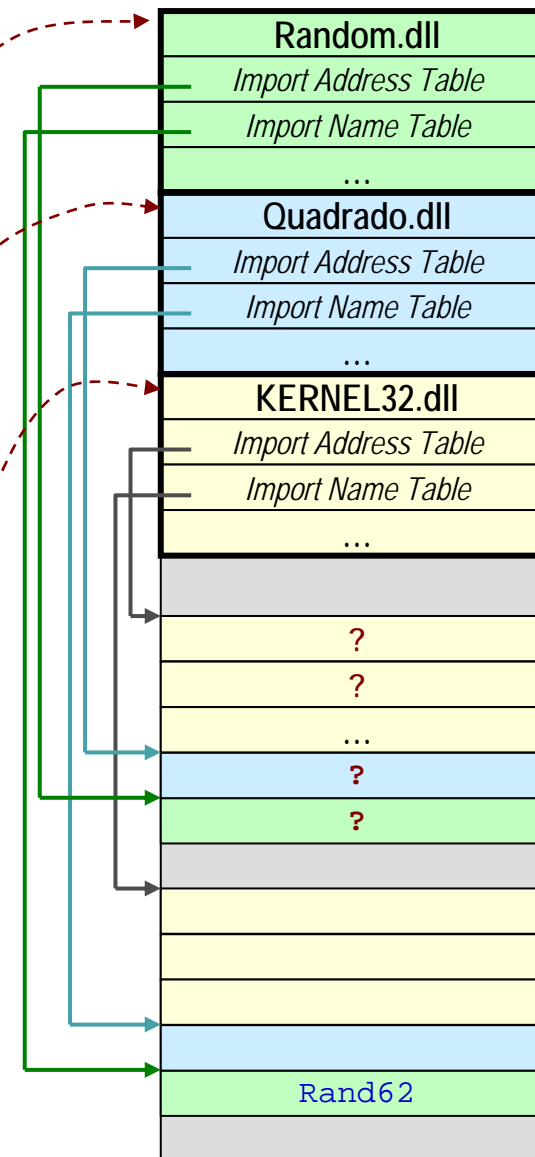 Random.dll
Import Address Table
Import Name Table
...
Quadrado.dll
Import Address Table
Import Name Table
...
KERNEL32.dll
Import Address Table
Import Name Table
...
?
?
...
?
?
Rand62